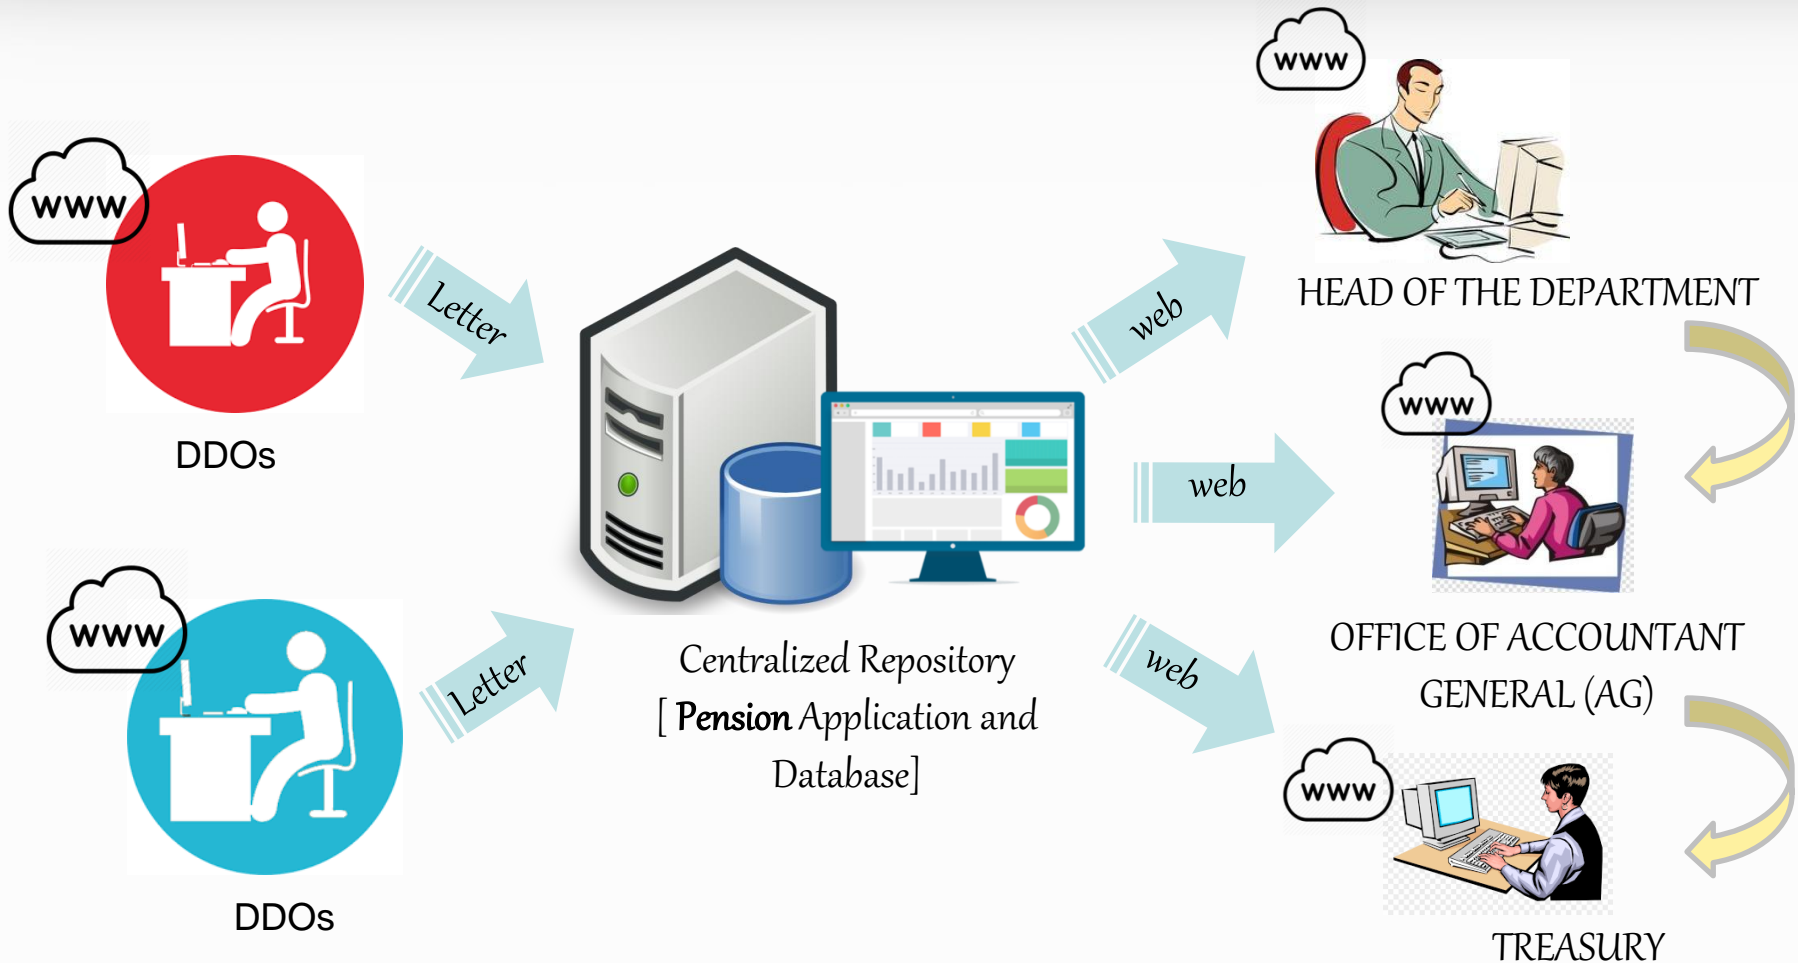 www
DDOs
Letter
www
DDOs
Letter
Centralized Repository
[ Pension Application and
Database]
web
www
HEAD OF THE DEPARTMENT
web
www
OFFICE OF ACCOUNTANT
GENERAL (AG)
web
www
TREASURY